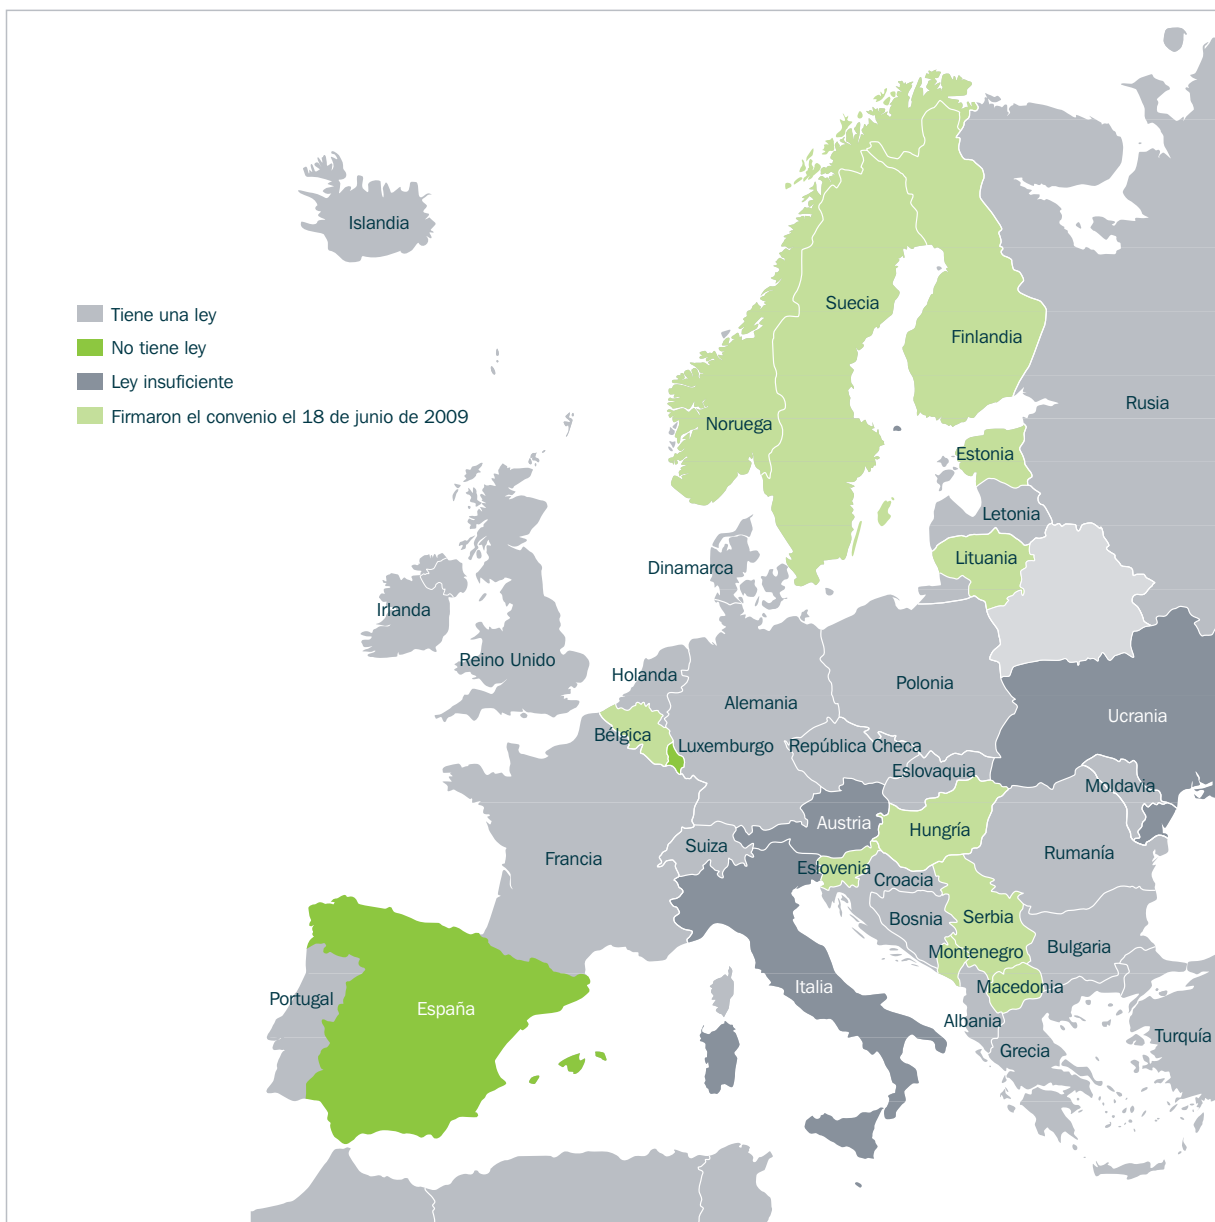 Islandia
Tiene una ley
No tiene ley
Ley insuficiente
Firmaron el convenio el 18 de junio de 2009
Suecia
Finlandia
Rusia
Noruega
Estonia
Letonia
Lituania
Dinamarca
Irlanda
Reino Unido
Holanda
Polonia
Alemania
Ucrania
Bélgica
Luxemburgo
República Checa
Eslovaquia
Moldavia
Austria
Hungría
Suiza
Rumanía
Francia
Eslovenia
Croacia
Bosnia
Serbia
Bulgaria
Montenegro
Italia
Macedonia
Portugal
España
Albania
Turquía
Grecia